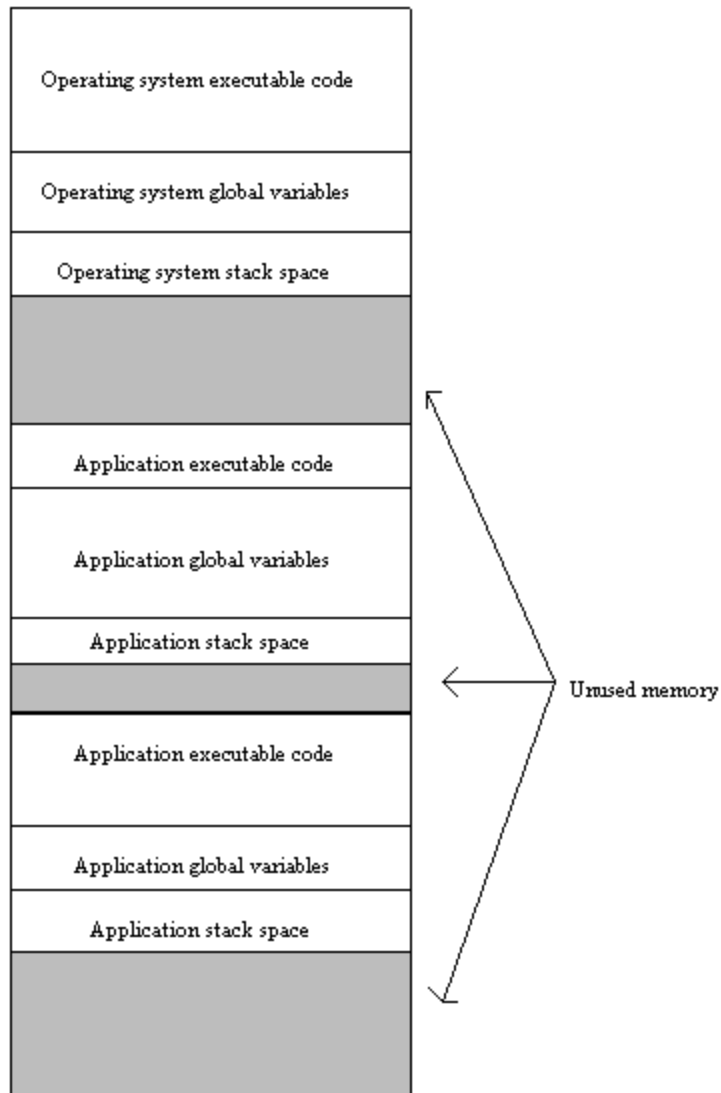 Operating system executable code
Operating system global variables
Operating system stack space
Application executable code
Application global variables
Application stack space
Unused memory
Application executable code
Application global variables
Application stack space